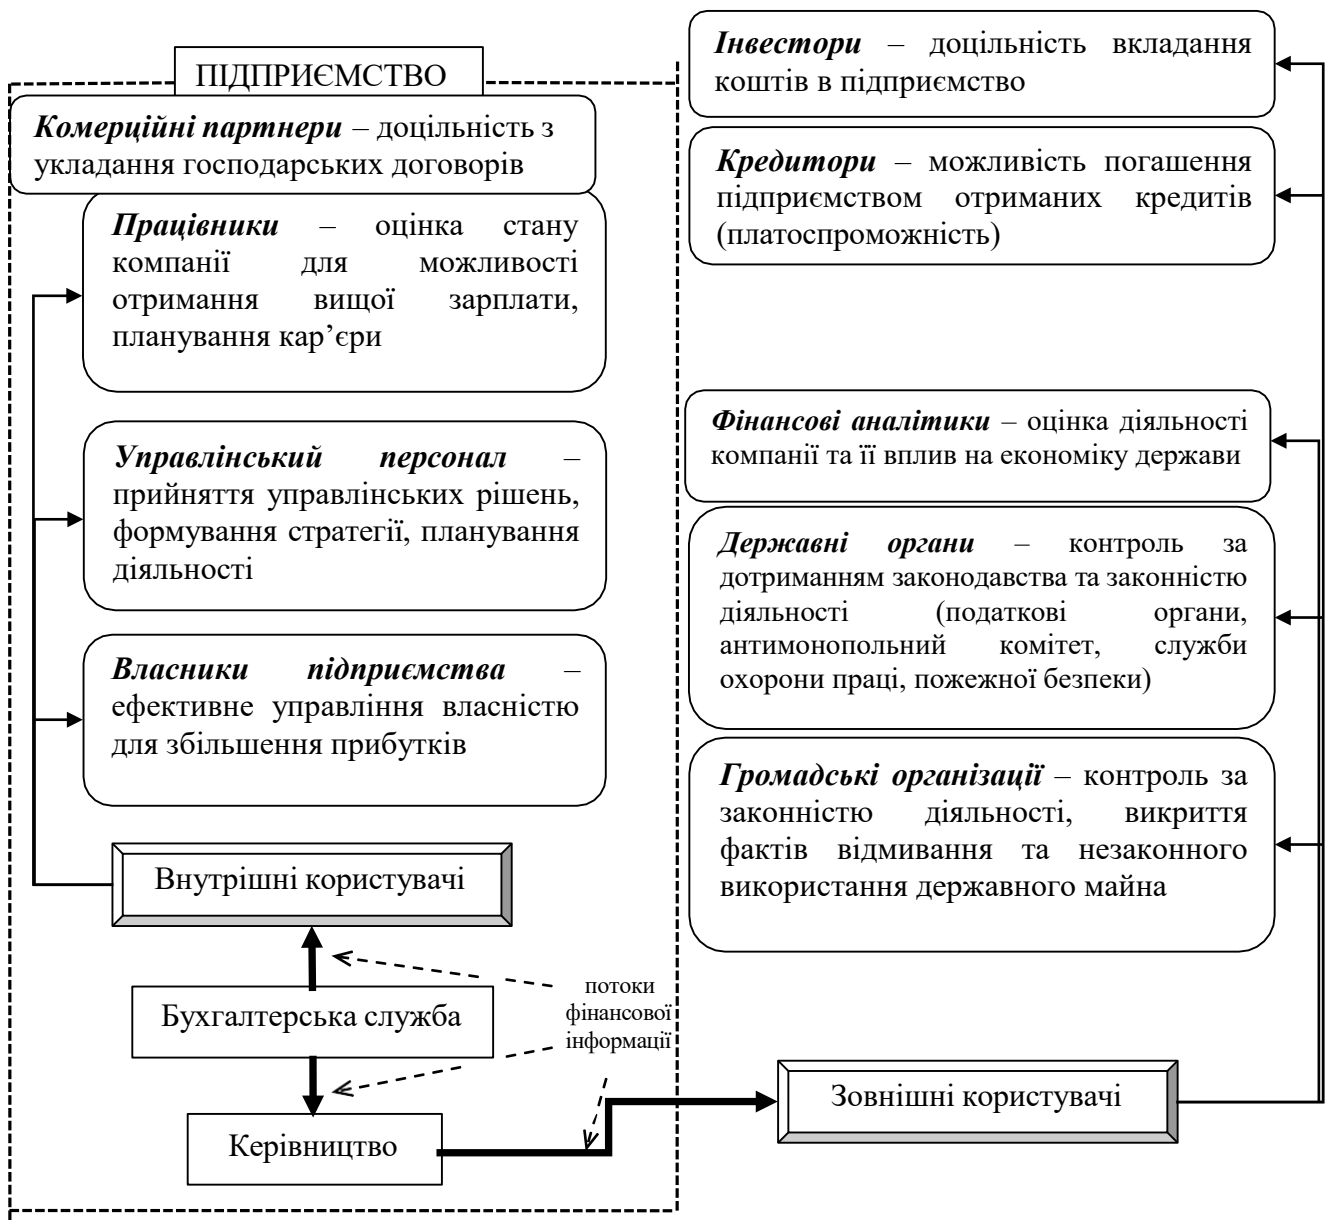 ПІДПРИЄМСТВО
Комерційні партнери – доцільність з
укладання господарських договорів
Працівники – оцінка стану
компанії для можливості
отримання вищої зарплати,
планування кар’єри
Управлінський персонал –
прийняття управлінських рішень,
формування стратегії, планування
діяльності
Власники підприємства –
ефективне управління власністю
для збільшення прибутків
Внутрішні користувачі
Бухгалтерська служба
Керівництво
потоки
фінансової
інформації
Інвестори – доцільність вкладання
коштів в підприємство
Кредитори – можливість погашення
підприємством отриманих кредитів
(платоспроможність)
Фінансові аналітики – оцінка діяльності
компанії та її вплив на економіку держави
Державні органи – контроль за
дотриманням законодавства та законністю
діяльності (податкові органи,
антимонопольний комітет, служби
охорони праці, пожежної безпеки)
Громадські організації – контроль за
законністю діяльності, викриття
фактів відмивання та незаконного
використання державного майна
Зовнішні користувачі